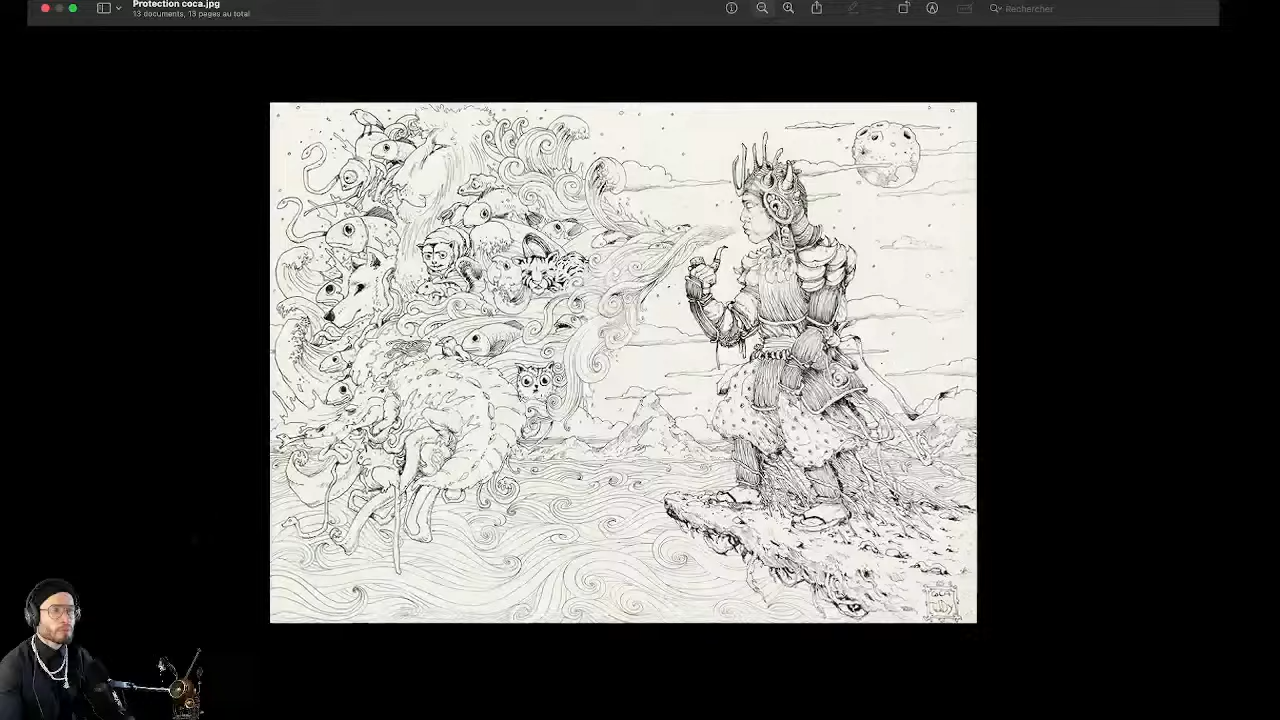 Protection coca.jpg
13 documents, 13 pages au total
Rechercher